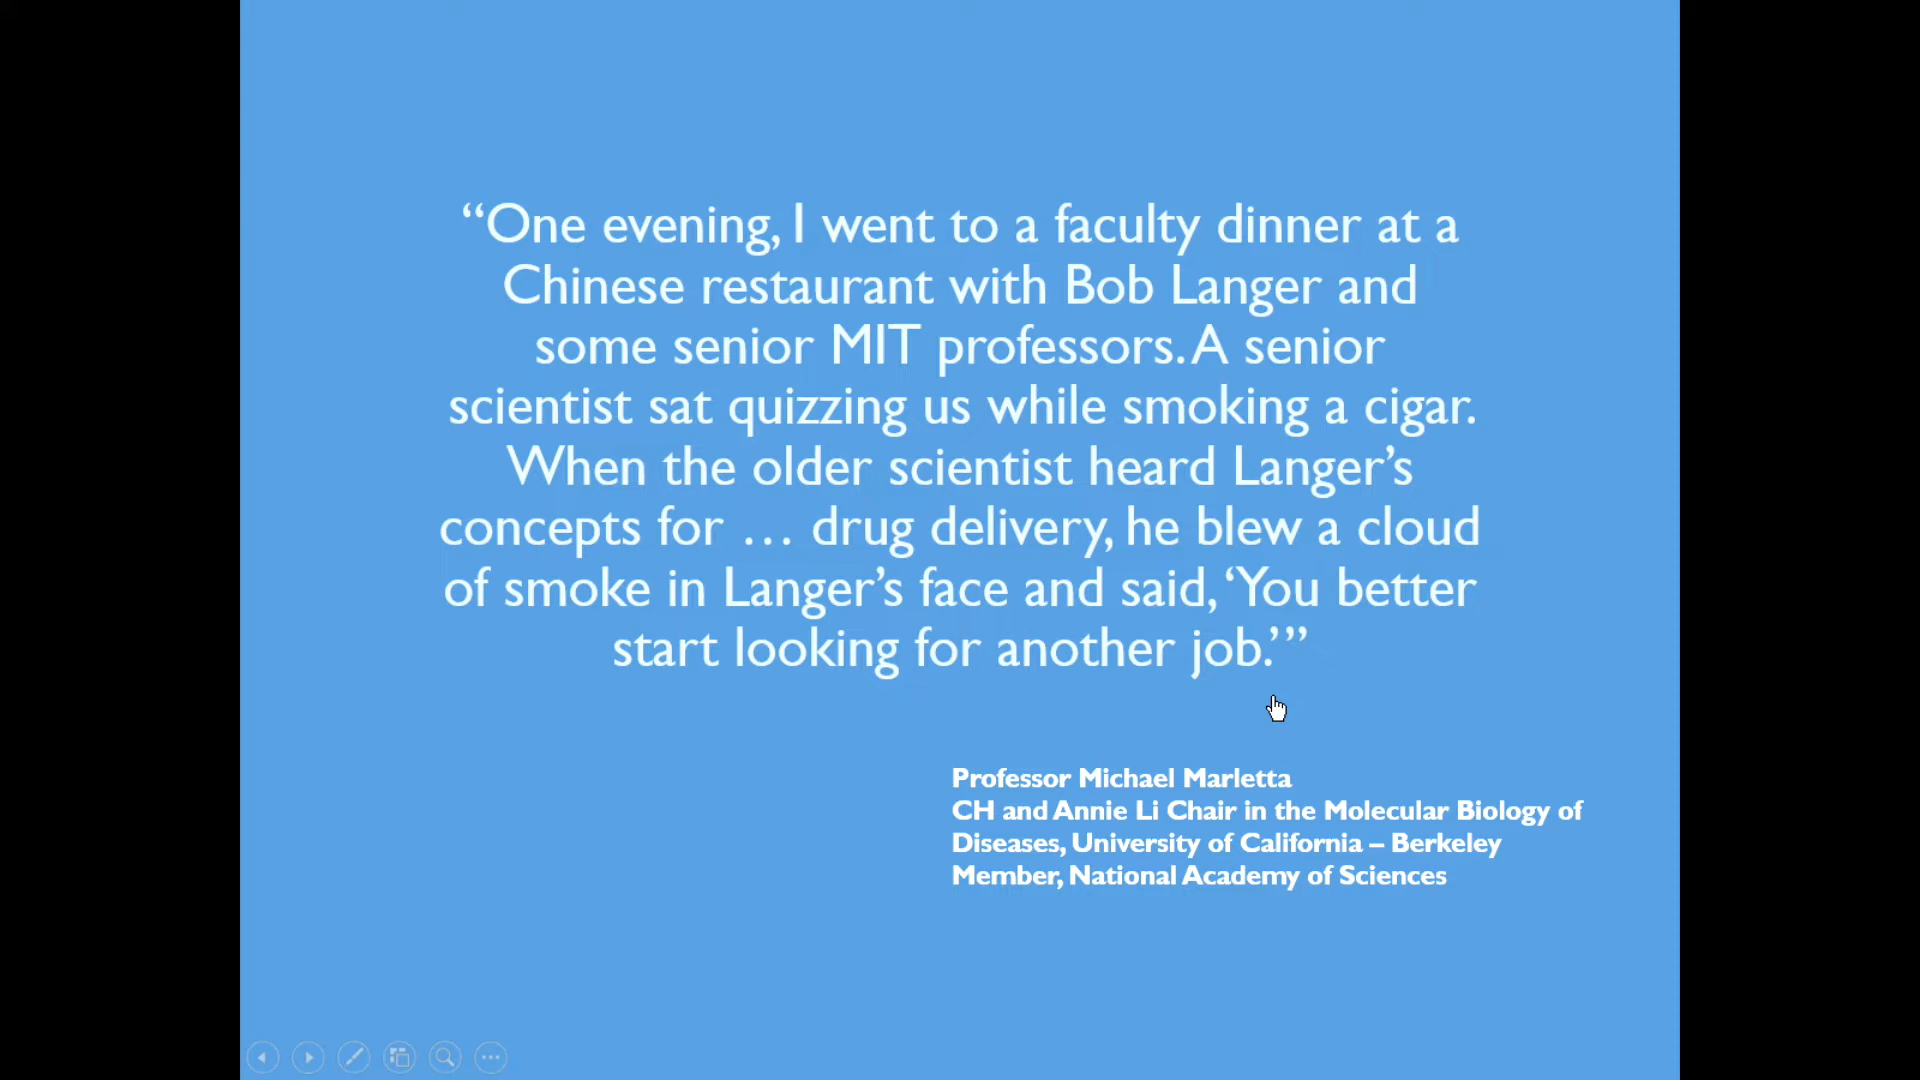 “One evening, I went to a faculty dinner at a
Chinese restaurant with Bob Langer and
some senior MIT professors. A senior
scientist sat quizzing us while smoking a cigar.
When the older scientist heard Langer’s
concepts for … drug delivery, he blew a cloud
of smoke in Langer’s face and said, ‘You better
start looking for another job.’”
Professor Michael Marletta
CH and Annie Li Chair in the Molecular Biology of
Diseases, University of California – Berkeley
Member, National Academy of Sciences